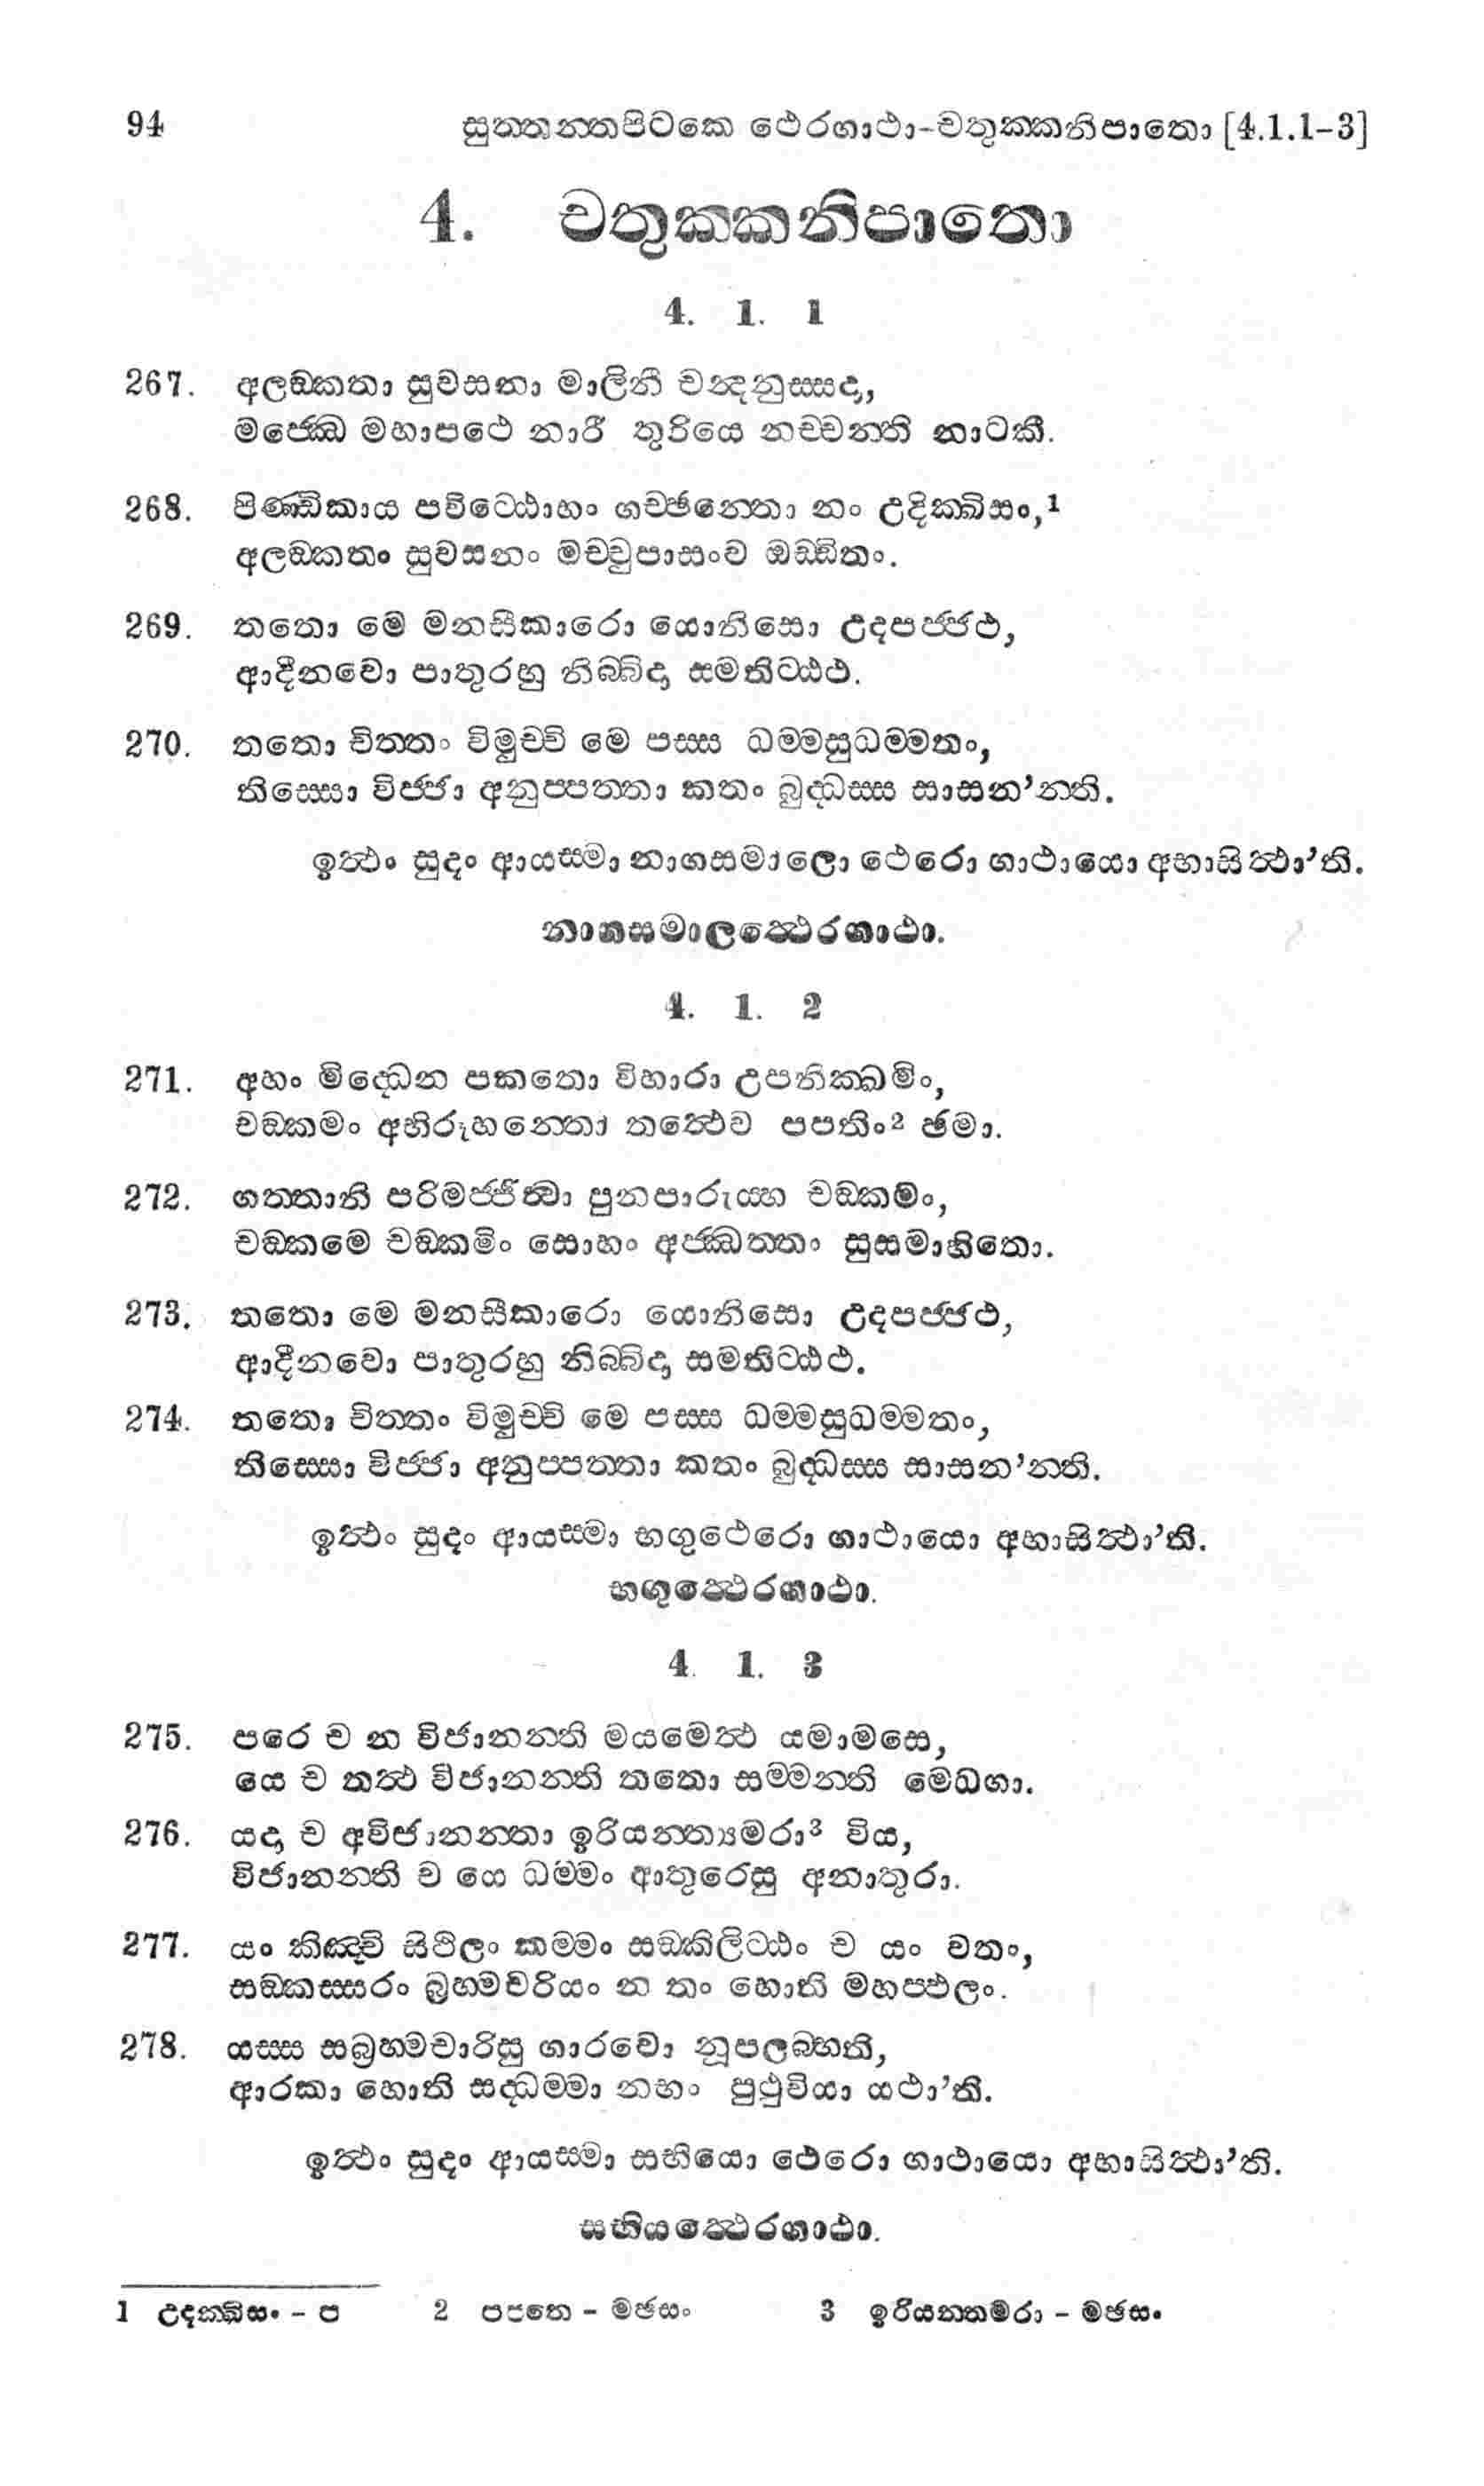 94 සුත්තන්තපිටකෙ ථෙරගාථා-චතුක්කනිපාතො [4.1.1-3]
4. චතුක්කනිපාතො
4. 1. 1
267. අලඞ්කතා සුවසනා මාලිනී චන්දනුස්සදා,
මජ්ඣෙ මහාපථෙ නාරී තුරියෙ නච්චන්ති නාටකී.
268. පිණ්ඩිකාය පවිට්ඨොහං ගච්ඡන්තො නං උදික්ඛිසං,1
අලඞ්කතං සුවසනං මච්චුපාසංව ඔඩ්ඩිතං.
269. තතො මෙ මනසීකාරො යොනිසො උදපජ්ජථ,
ආදීනවො පාතුරහු නිබ්බිදා සමතිට්ඨථ.
270. තතො චිත්තං විමුච්චි මෙ පස්ස ධම්මසුධම්මතං,
තිස්සො විජ්ජා අනුප්පත්තා කතං බුද්ධස්ස සාසන’න්ති.
ඉත්ථං සුදං ආයස්මා නාගසමාලො ථෙරො ගාථායො අභාසිත්ථා’ති.
නාගසමාලත්ථෙරගාථා.
4. 1. 2
271. අහං මිද්ධෙන පකතො විහාරා උපනික්ඛමිං,
චඞ්කමං අභිරූහන්තො තත්ථෙව පපතිං2 ඡමා.
272. ගත්තානි පරිමජ්ජිත්වා පුනපාරුය්හ චඞ්කමං,
චඞ්කමෙ චඞ්කමිං සොහං අජ්ඣත්තං සුසමාහිතො.
273. තතො මෙ මනසීකාරො යොනිසො උදපජ්ජථ,
ආදීනවො පාතුරහු නිබ්බිදා සමතිට්ඨථ.
274. තතො චිත්තං විමුච්චි මෙ පස්ස ධම්මසුධම්මතං,
තිස්සො විජ්ජා අනුප්පත්තා කතං බුද්ධස්ස සාසන’න්ති.
ඉත්ථං සුදං ආයස්මා භගුථෙරො ගාථායො අභාසිත්ථා’ති.
භගුත්ථෙරගාථා.
4. 1. 3
275. පරෙ ච න විජානන්ති මයමෙත්ථ යමාමසෙ,
යෙ ච තත්ථ විජානන්ති තතො සම්මන්ති මෙධගා.
276. යදා ච අවිජානන්තා ඉරියන්ත්‍යමරා3 විය,
විජානන්ති ච යෙ ධම්මං ආතුරෙසු අනාතුරා.
277. යං කිඤ්චි සිථිලං කම්මං සඞ්කිලිට්ඨං ච යං වතං,
සඞ්කස්සරං බ්‍රහ්මචරියං න තං හොති මහප්ඵලං.
278. යස්ස සබ්‍රහ්මචාරිසු ගාරවො නූපලබ්භති,
ආරකා හොති සද්ධම්මා නභං පුථුවියා යථා’ති.
ඉත්ථං සුදං ආයස්මා සභියො ථෙරො ගාථායො අභාසිත්ථා’ති.
සභියත්ථෙරගාථා.
1 උදක්ඛිසං - ප 2 පපතෙ - මඡසං 3 ඉරියන්තමරා - මඡසං